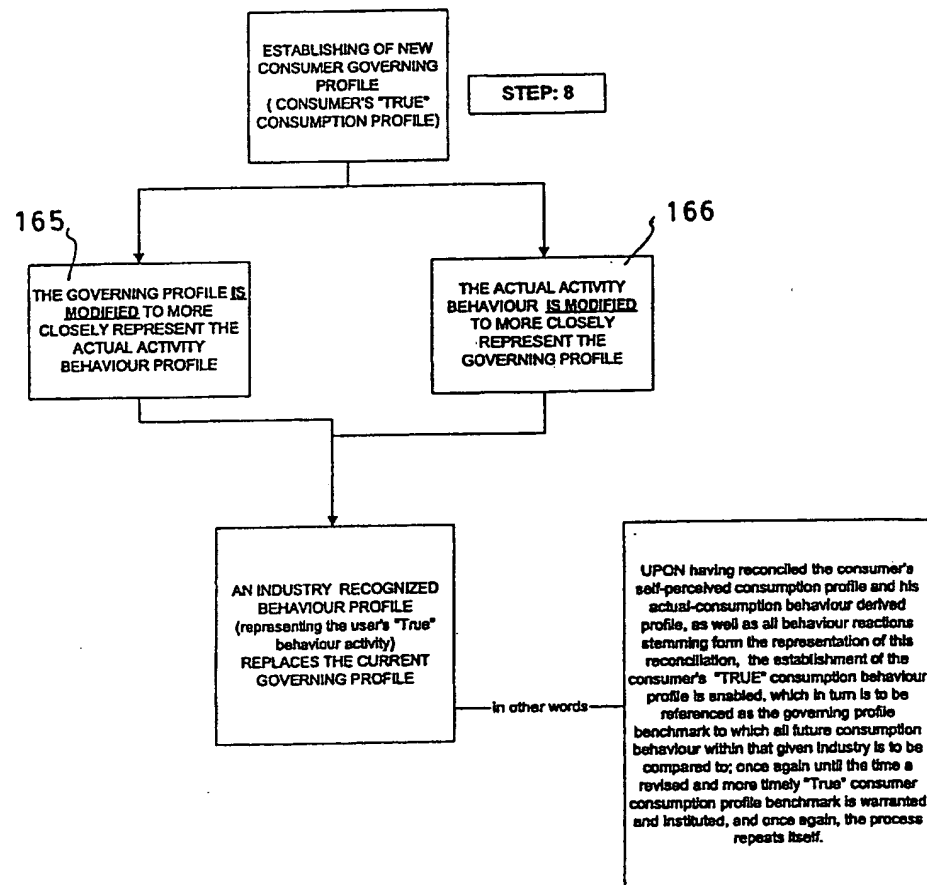 ESTABLISHING OF NEW
CONSUMER GOVERNING
PROFILE
( CONSUMER'S "TRUE"
CONSUMPTION PROFILE)
STEP: 8
165
166
THE GOVERNING PROFILE IS
MODIFIED TO MORE
CLOSELY REPRESENT THE
ACTUAL ACTIVITY
BEHAVIOUR PROFILE
THE ACTUAL ACTIVITY
BEHAVIOUR IS MODIFIED
TO MORE CLOSELY
REPRESENT THE
GOVERNING PROFILE
AN INDUSTRY RECOGNIZED
BEHAVIOUR PROFILE
(representing the user's "True"
behaviour activity)
REPLACES THE CURRENT
GOVERNING PROFILE
in other words
UPON having reconciled the consumer's
self-perceived consumption profile and his
actual-consumption behaviour derived
profile, as well as all behaviour reactions
stemming form the representation of this
reconciliation, the establishment of the
consumer's "TRUE" consumption behaviour
profile is enabled, which in turn is to be
referenced as the governing profile
benchmark to which all future consumption
behaviour within that given industry is to be
compared to; once again until the time a
revised and more timely "True" consumer
consumption profile benchmark is warranted
and instituted, and once again, the process
repeats itself.